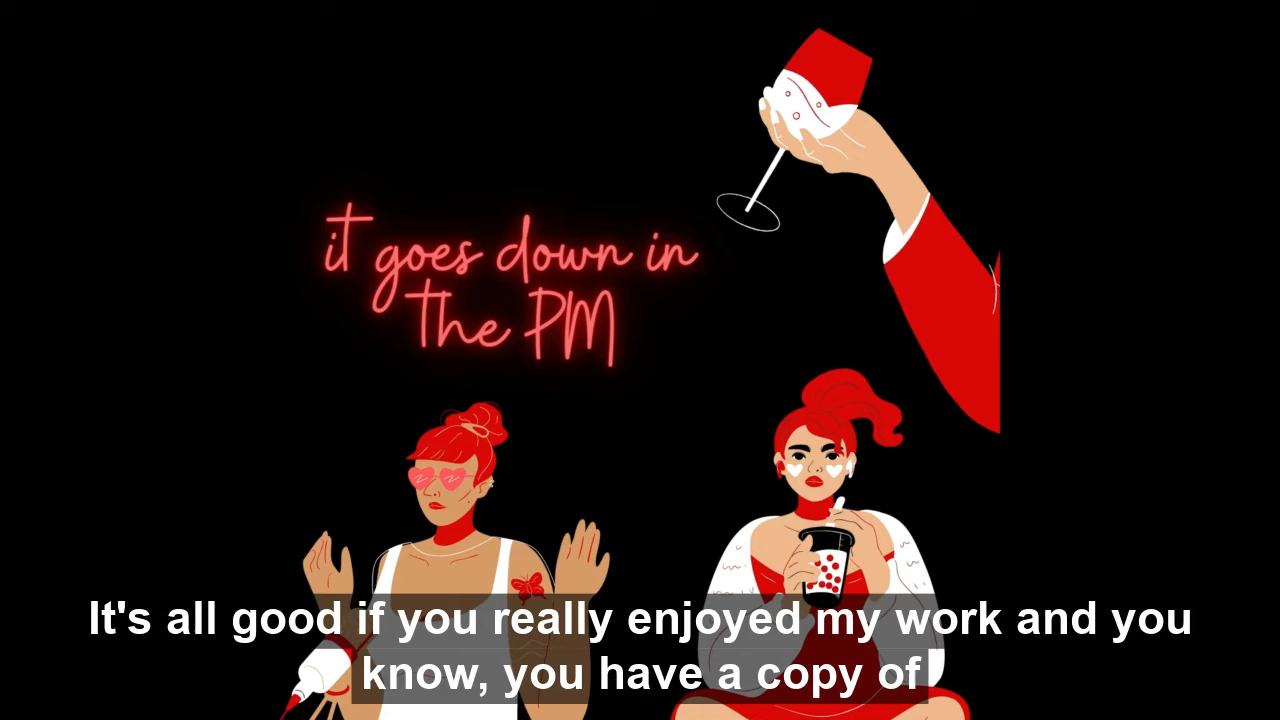 it goes down in
the PM
It's all good if you really enjoyed my work and you
know, you have a copy of